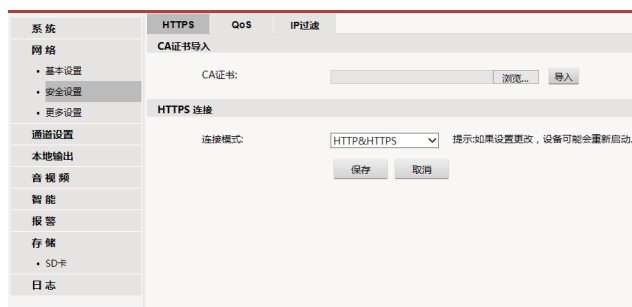 系统
网络
• 基本设置
• 安全设置
• 更多设置
通道设置
本地输出
音视频
智能
报警
存储
• SD卡
日志
HTTPS QoS IP过滤
CA证书导入
CA证书: 浏览... 导入
HTTPS 连接
连接模式: HTTP&HTTPS 提示:如果设置更改，设备可能会重新启动.
保存 取消